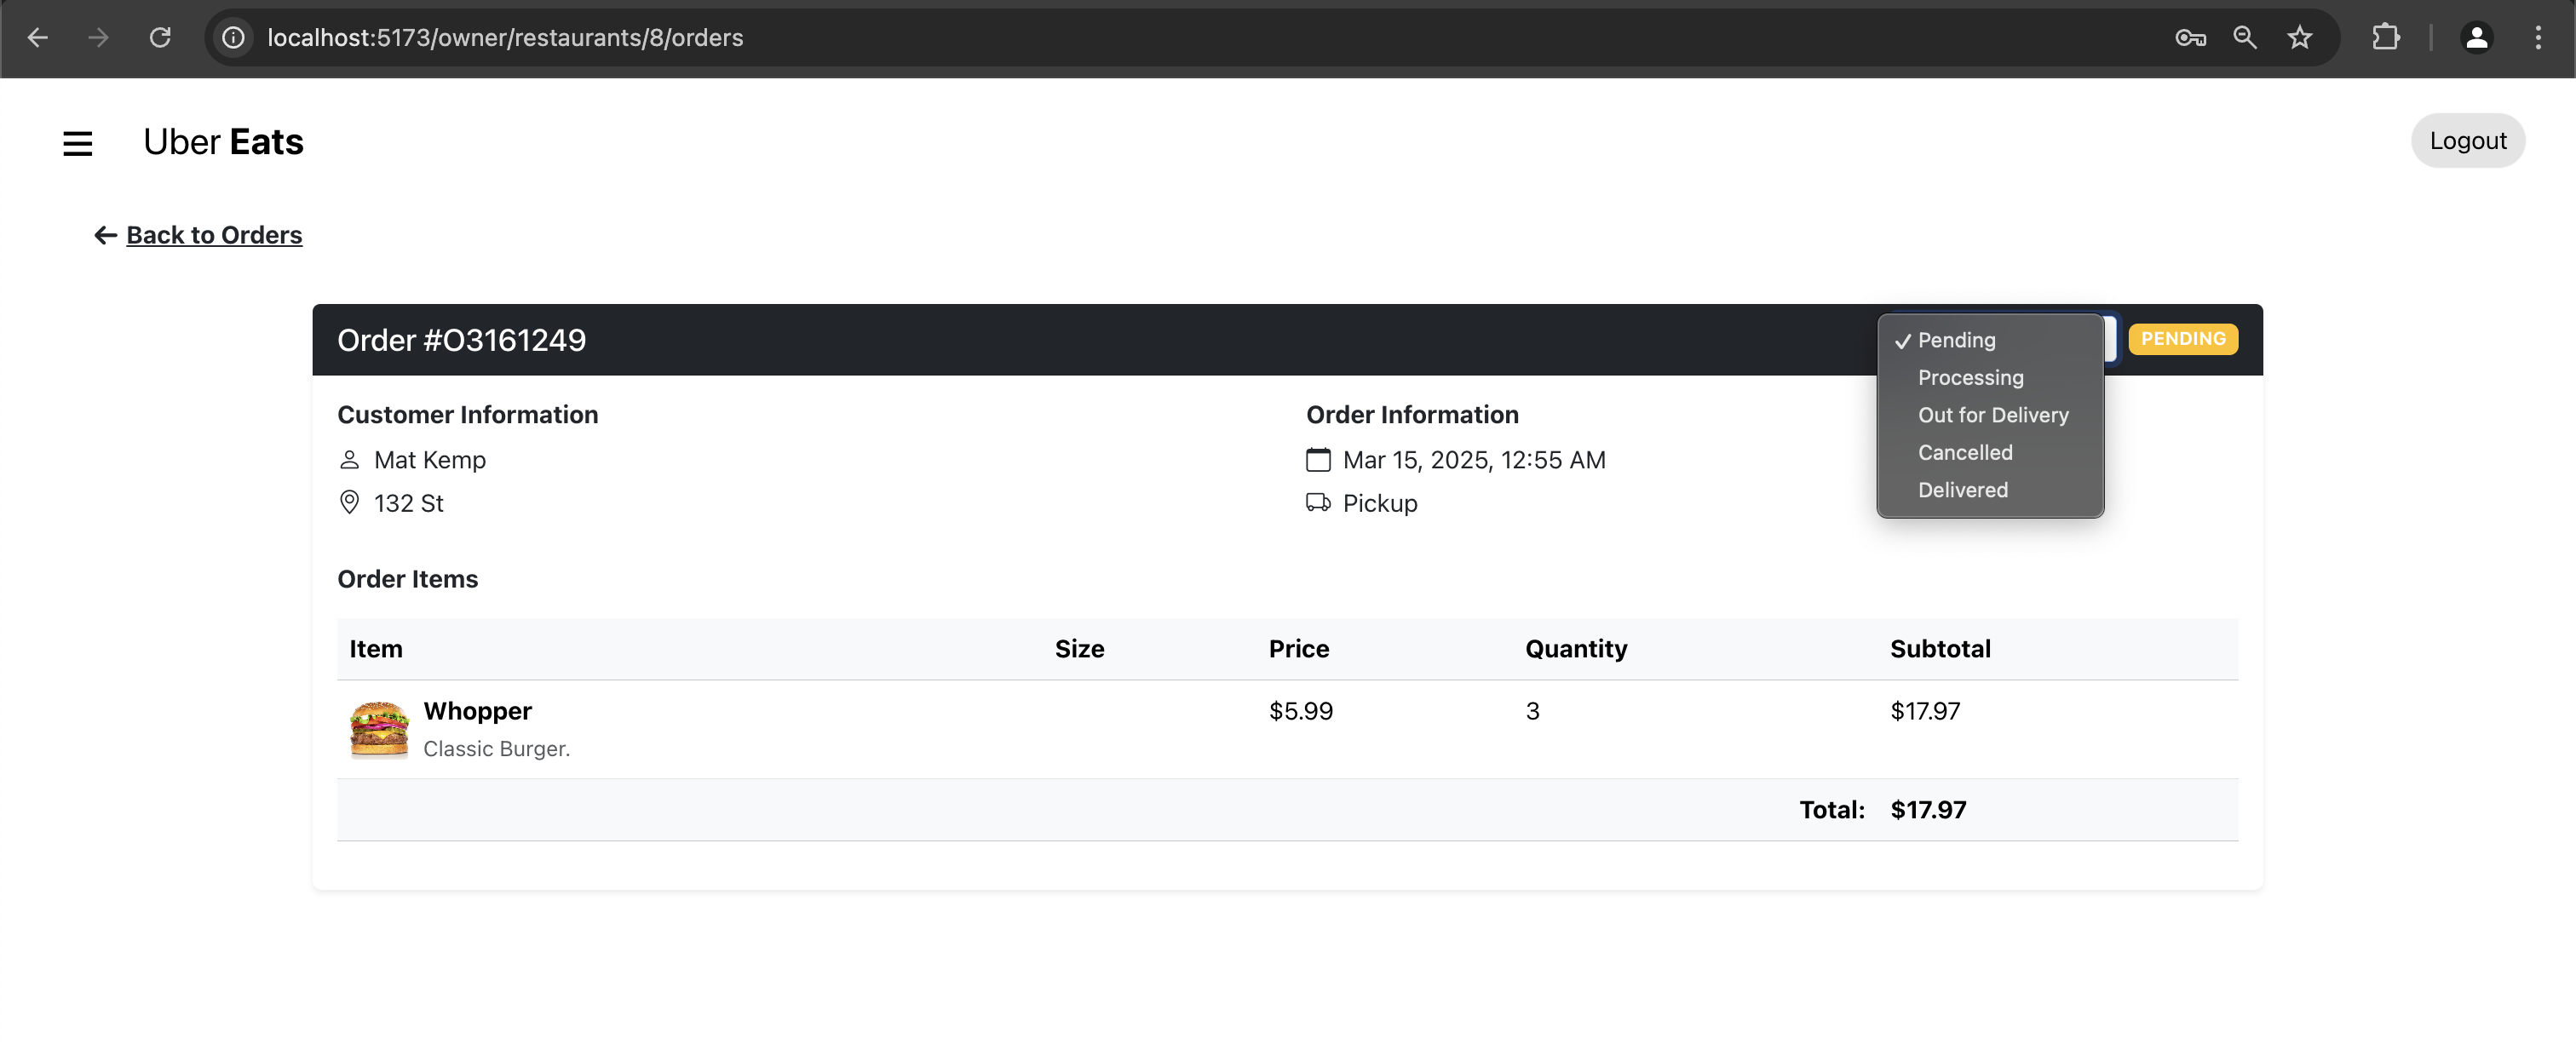 localhost:5173/owner/restaurants/8/orders
Uber Eats
Logout
Back to Orders
Order #O3161249
Pending
Processing
Out for Delivery
Cancelled
Delivered
PENDING
Customer Information
Mat Kemp
132 St
Order Information
Mar 15, 2025, 12:55 AM
Pickup
Order Items
Item Size Price Quantity Subtotal
Whopper $5.99 3 $17.97
Classic Burger.
Total: $17.97